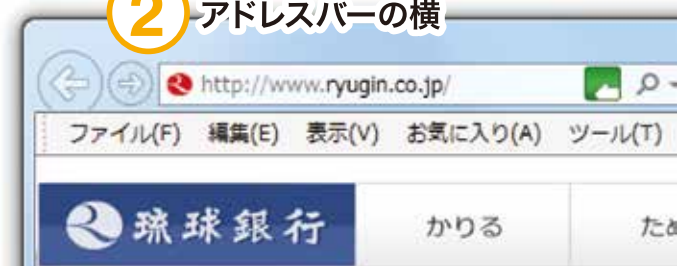 2 アドレスバーの横
http://www.ryugin.co.jp/
ファイル(F) 編集(E) 表示(V) お気に入り(A) ツール(T)
琉球銀行 かりる ため